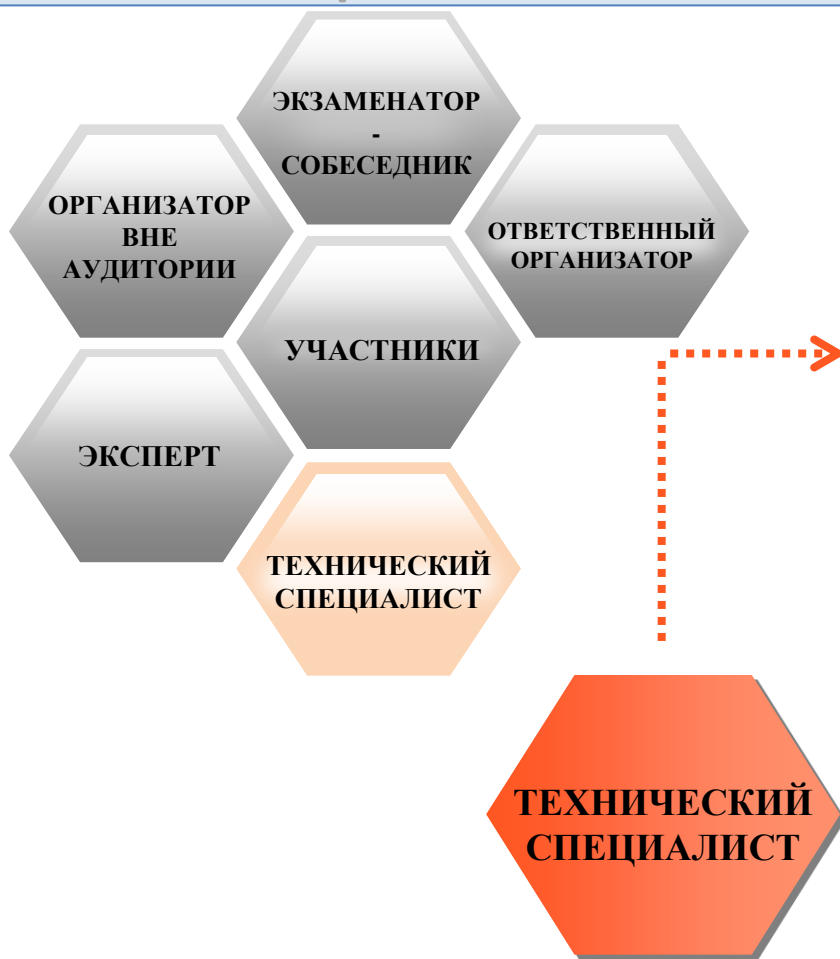 ЭКЗАМЕНАТОР
-
СОБЕСЕДНИК
ОРГАНИЗАТОР
ВНЕ
АУДИТОРИИ
ОТВЕТСТВЕННЫЙ
ОРГАНИЗАТОР
УЧАСТНИКИ
ЭКСПЕРТ
ТЕХНИЧЕСКИЙ
СПЕЦИАЛИСТ
ТЕХНИЧЕСКИЙ
СПЕЦИАЛИСТ